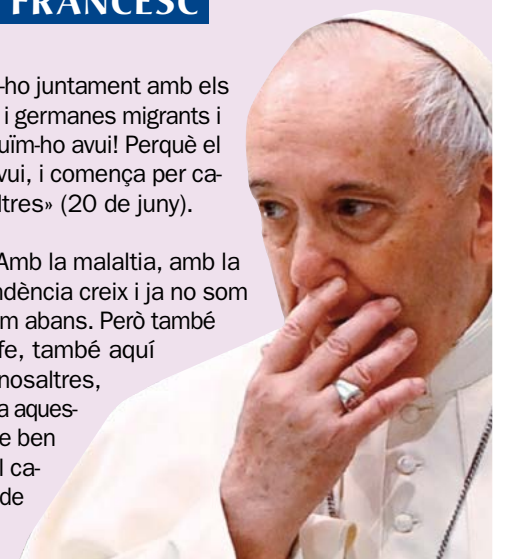 FRANCESC
-ho juntament amb els
i germanes migrants i
uïm-ho avui! Perquè el
vui, i comença per ca-
ltres» (20 de juny).
Amb la malaltia, amb la
ndència creix i ja no som
m abans. Però també
fe, també aquí
nosaltres,
a aques-
e ben
l ca-
de